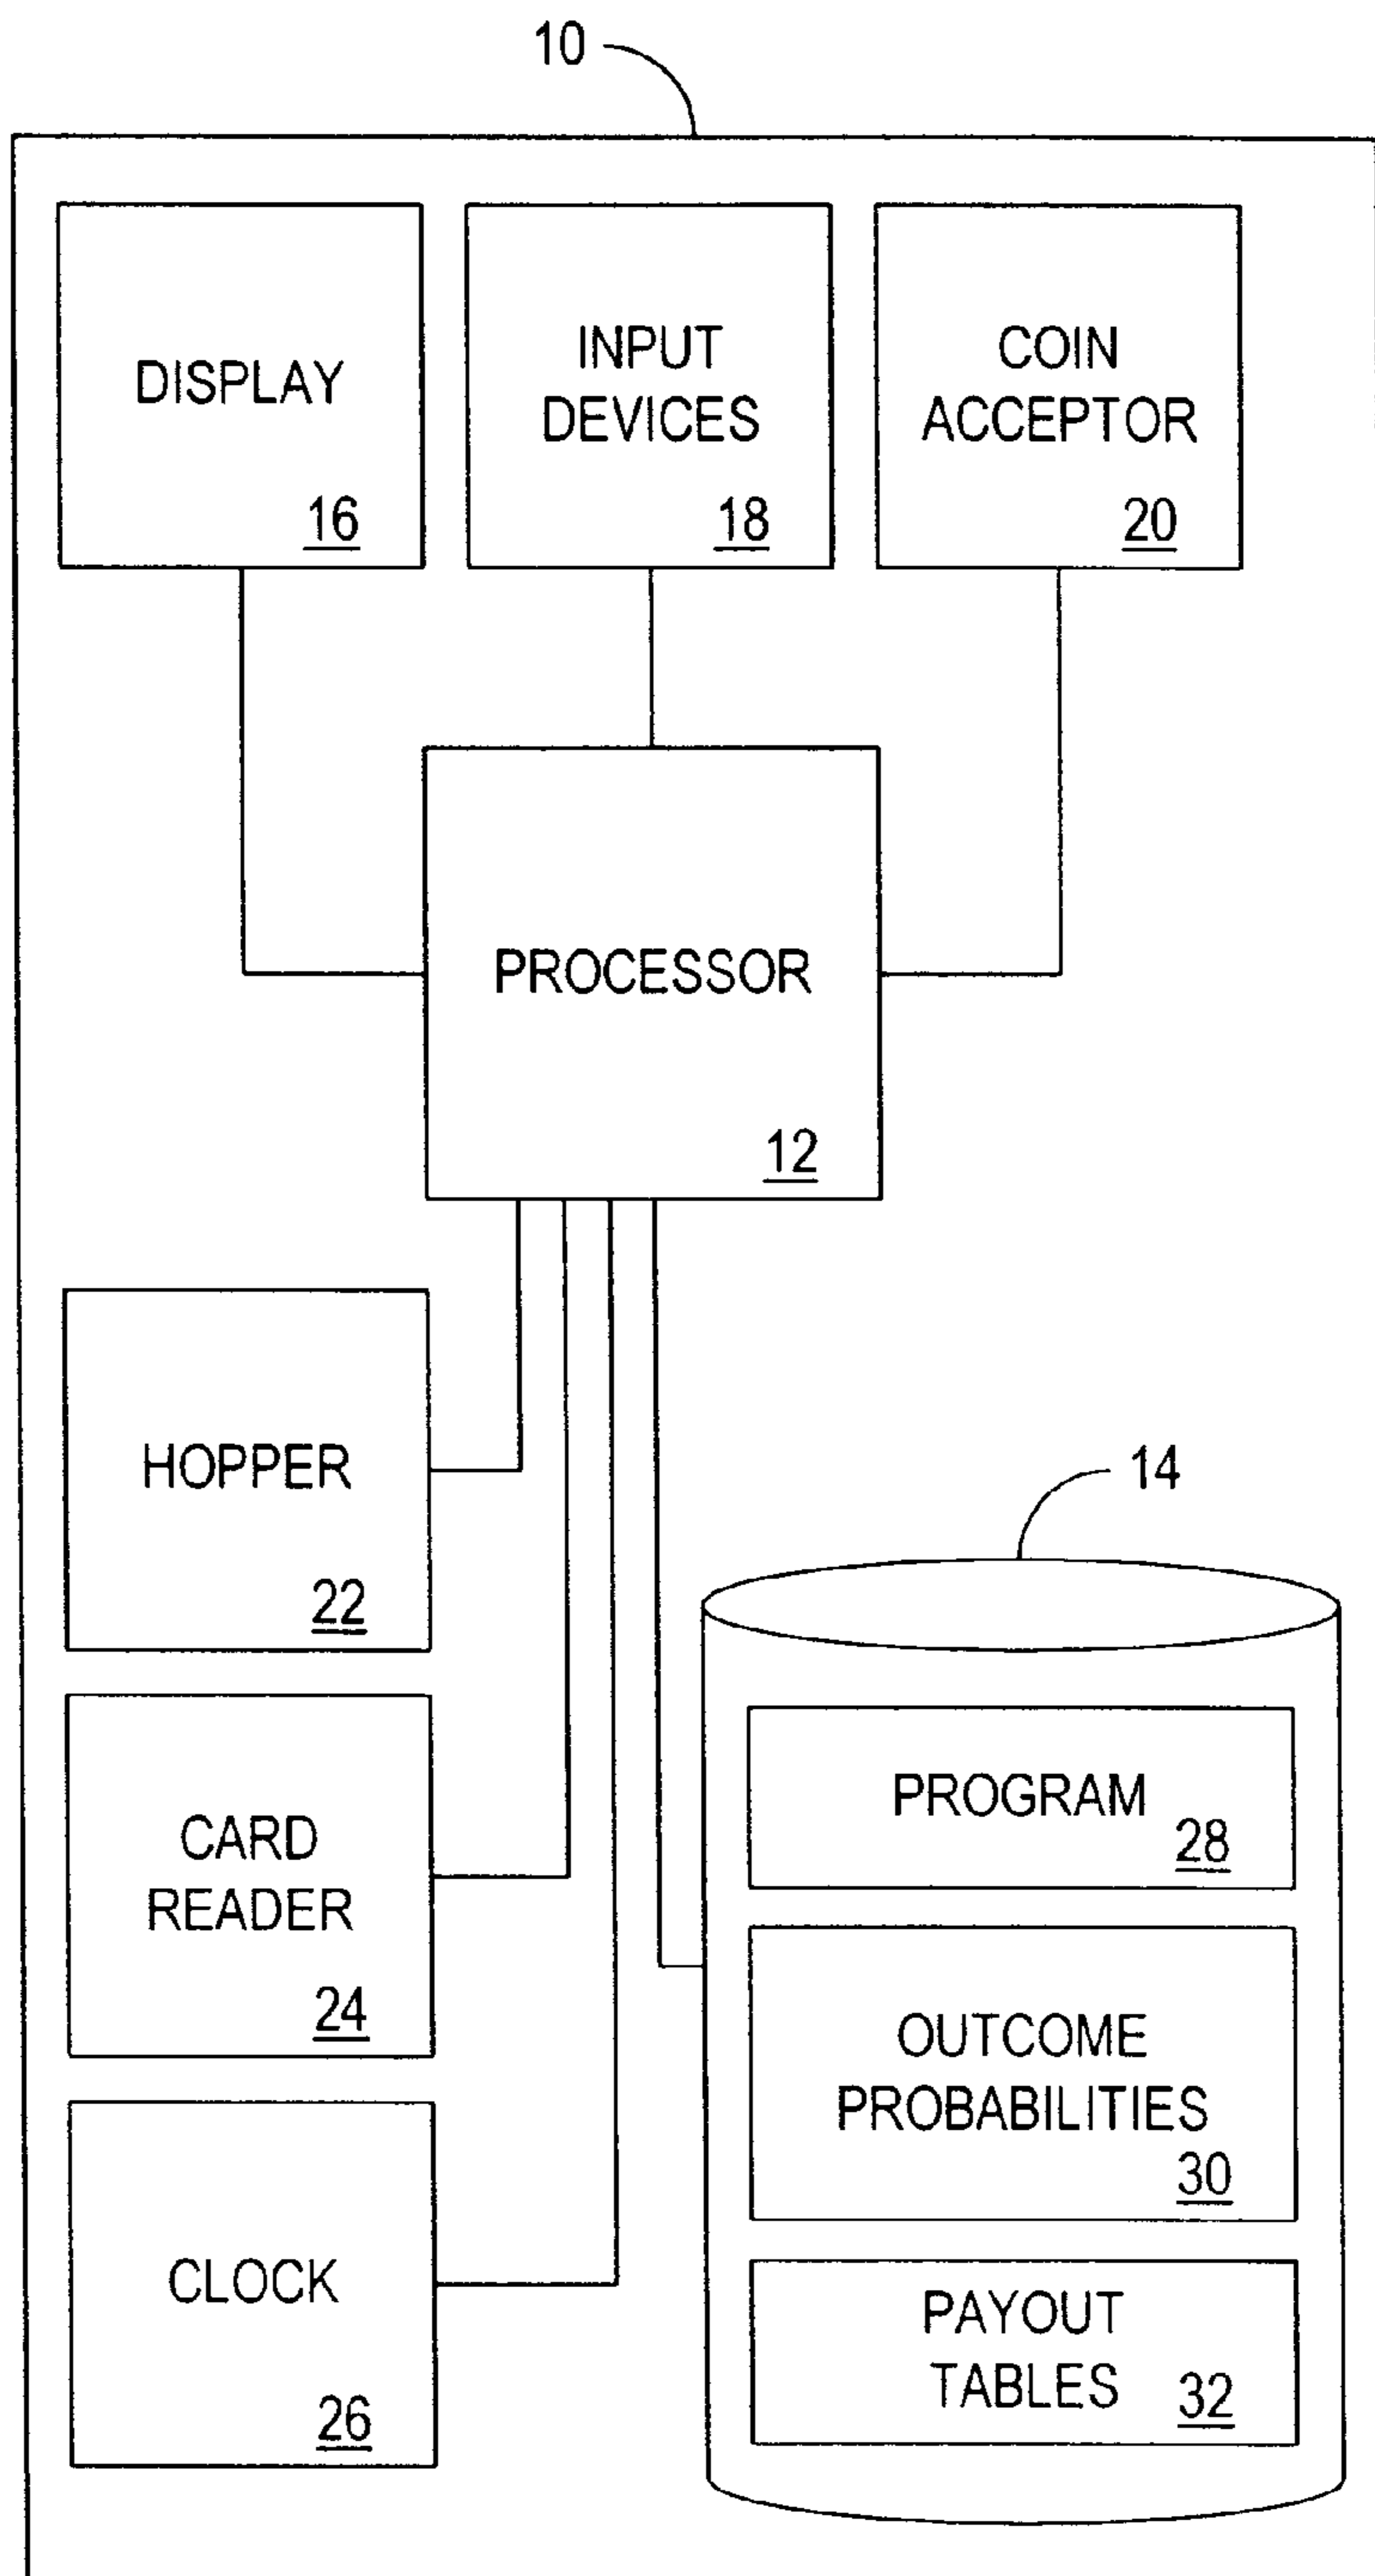 10
DISPLAY
16
INPUT
DEVICES
18
COIN
ACCEPTOR
20
PROCESSOR
12
HOPPER
22
CARD
READER
24
CLOCK
26
14
PROGRAM
28
OUTCOME
PROBABILITIES
30
PAYOUT
TABLES
32